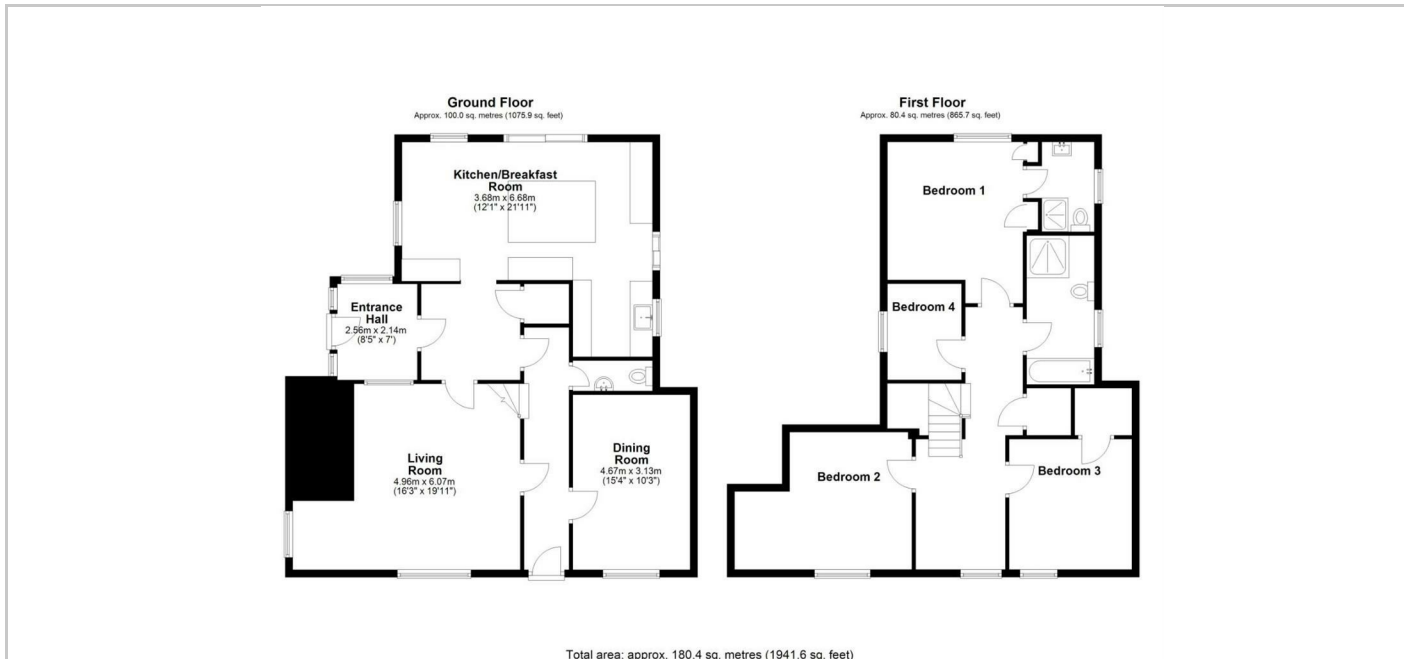 Ground Floor
Approx. 100.0 sq. metres (1075.9 sq. feet)
Kitchen/Breakfast
Room
3.68m x 6.68m
(12'1" x 21'11")
Entrance
Hall
2.56m x 2.14m
(8'5" x 7')
Living
Room
4.96m x 6.07m
(16'3" x 19'11")
Dining
Room
4.67m x 3.13m
(15'4" x 10'3")
First Floor
Approx. 80.4 sq. metres (865.7 sq. feet)
Bedroom 1
Bedroom 4
Bedroom 2
Bedroom 3
Total area: approx. 180.4 sq. metres (1941.6 sq. feet)